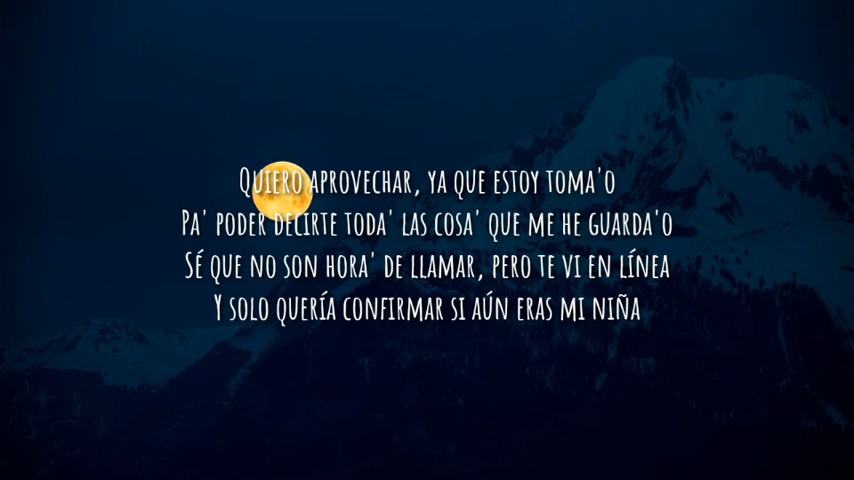 Quiero aprovechar, ya que estoy toma'o
Pa' poder decirte toda' las cosa' que me he guarda'o
Sé que no son hora' de llamar, pero te vi en línea
Y solo quería confirmar si aún eras mi niña